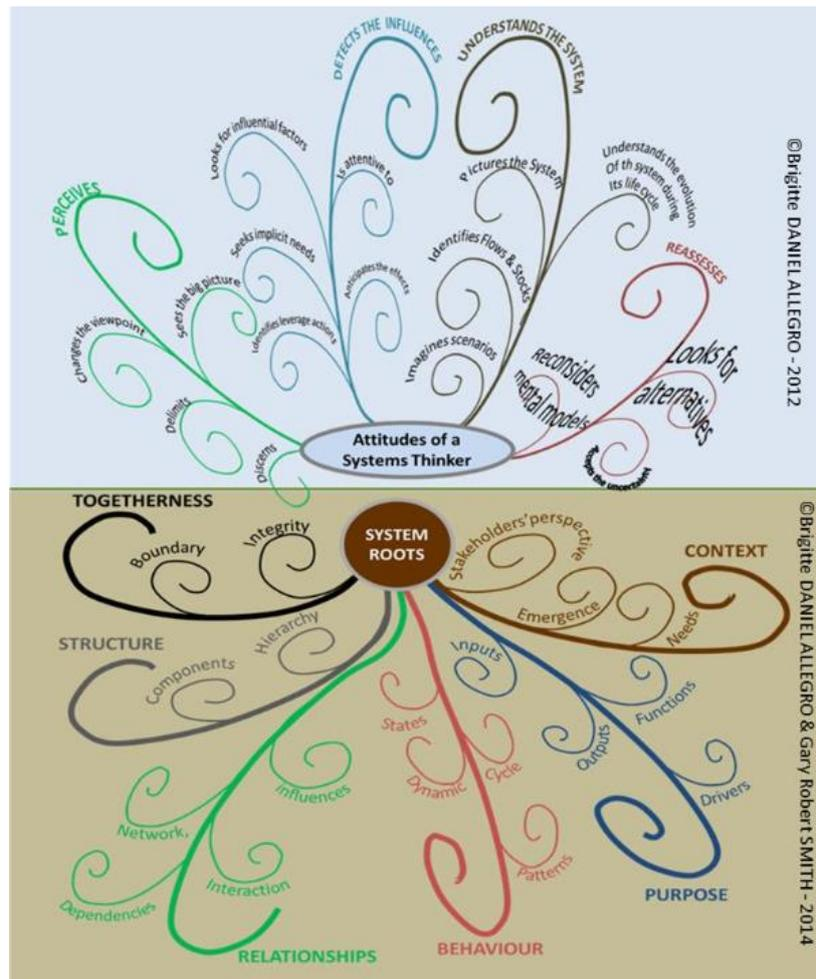 DETECTS THE INFLUENCES
UNDERSTANDS THE SYSTEM
Looks for influential factors
Is attentive to
Pictures the System
Understands the evolution
Of th system during
Its life cycle
©Brigitte DANIEL ALLEGRO - 2012
PERCEIVES
Seeks implicit needs
Identifies Flows & Stocks
REASSESSES
Sees the big picture
Anticipates the effects
Changes the viewpoint
Identifies leverage actions
Imagines scenarios
Reconsiders
mental models
Looks for
alternatives
Delimits
Discerns
Attitudes of a
Systems Thinker
the uncertaint
TOGETHERNESS
Boundary
Integrity
SYSTEM
ROOTS
Stakeholders' perspective
Emergence
Needs
CONTEXT
©Brigitte DANIEL ALLEGRO & Gary Robert SMITH - 2014
STRUCTURE
Components
Hierarchy
Inputs
Functions
Outputs
Drivers
PURPOSE
States
Dynamic
Cycle
Patterns
BEHAVIOUR
Influences
Network,
Interaction
Dependencies
RELATIONSHIPS